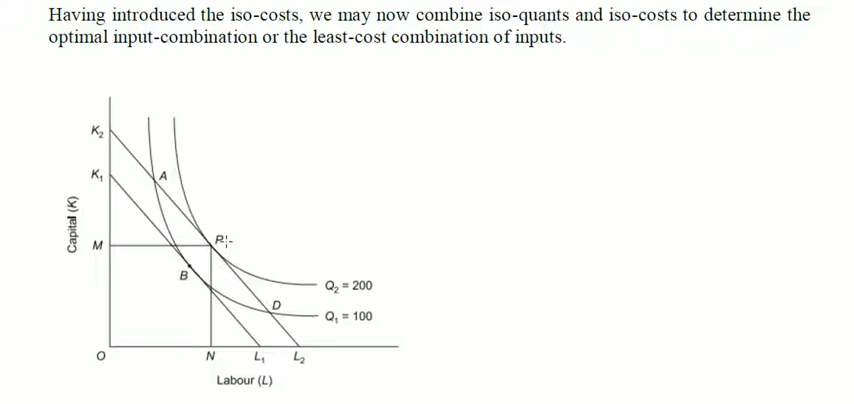 Having introduced the iso-costs, we may now combine iso-quants and iso-costs to determine the
optimal input-combination or the least-cost combination of inputs.
K₂
A
K₁
Capital (K)
M
P
B
Q₂ = 200
D
Q₁ = 100
O
N
L₁
L₂
Labour (L)